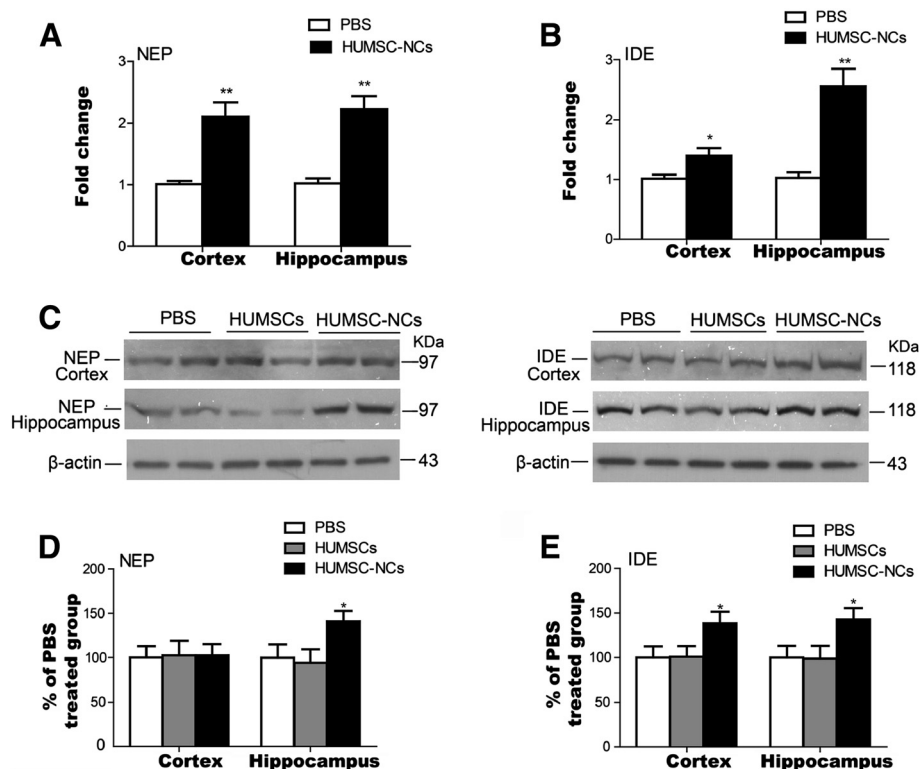 A
NEP
PBS
HUMSC-NCs
Fold change
3
2
1
0
**
**
Cortex
Hippocampus
B
IDE
PBS
HUMSC-NCs
Fold change
3
2
1
0
*
**
Cortex
Hippocampus
C
PBS HUMSCs HUMSC-NCs
KDa
NEP
Cortex
97
NEP
Hippocampus
97
β-actin
43
PBS HUMSCs HUMSC-NCs
KDa
IDE
Cortex
118
IDE
Hippocampus
118
β-actin
43
D
NEP
PBS
HUMSCs
HUMSC-NCs
% of PBS
treated group
200
150
100
50
0
*
Cortex
Hippocampus
E
IDE
PBS
HUMSCs
HUMSC-NCs
% of PBS
treated group
200
150
100
50
0
*
*
Cortex
Hippocampus